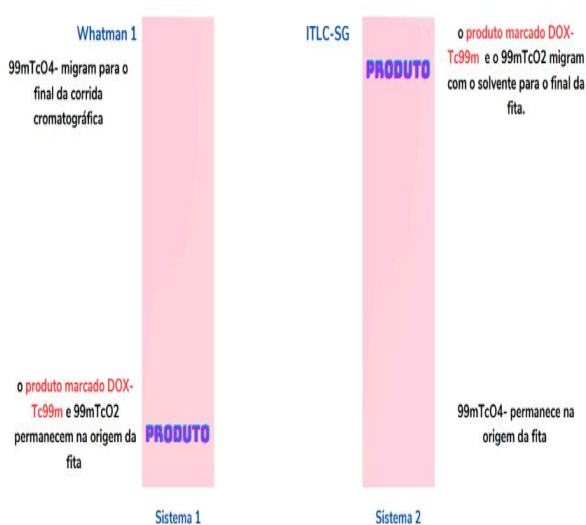 Whatman 1
99mTcO4- migram para o
final da corrida
cromatográfica
o produto marcado DOX-
Tc99m e 99mTcO2
permanecem na origem da
fita
PRODUTO
Sistema 1
ITLC-SG
PRODUTO
o produto marcado DOX-
Tc99m e o 99mTcO2 migram
com o solvente para o final da
fita.
99mTcO4- permanece na
origem da fita
Sistema 2